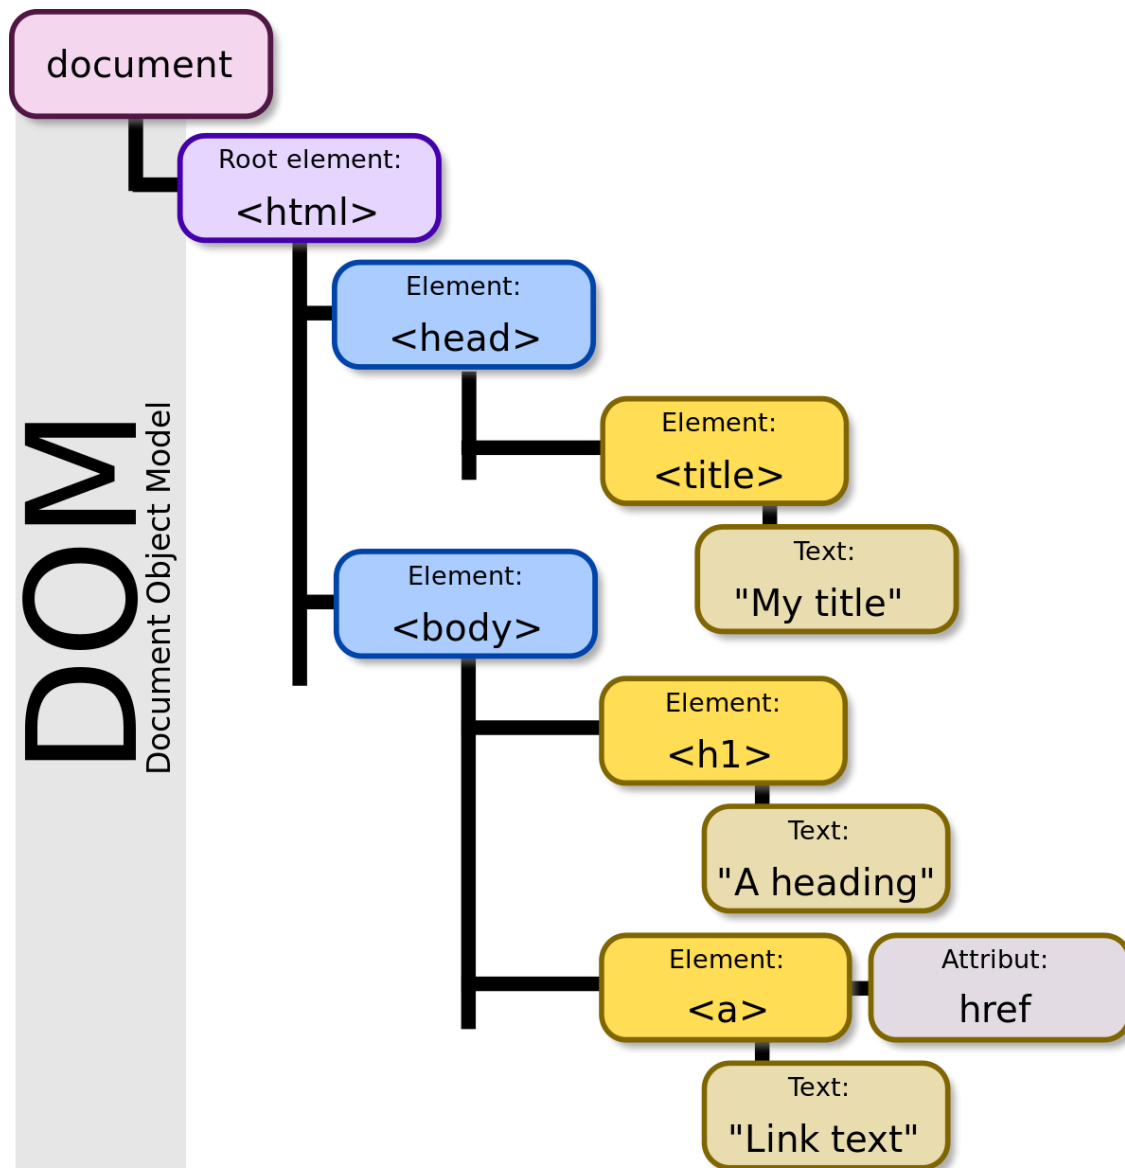 document
Root element:
<html>
Element:
<head>
Element:
<title>
Text:
"My title"
Element:
<body>
Element:
<h1>
Text:
"A heading"
Element:
<a>
Attribut:
href
Text:
"Link text"
DOM
Document Object Model